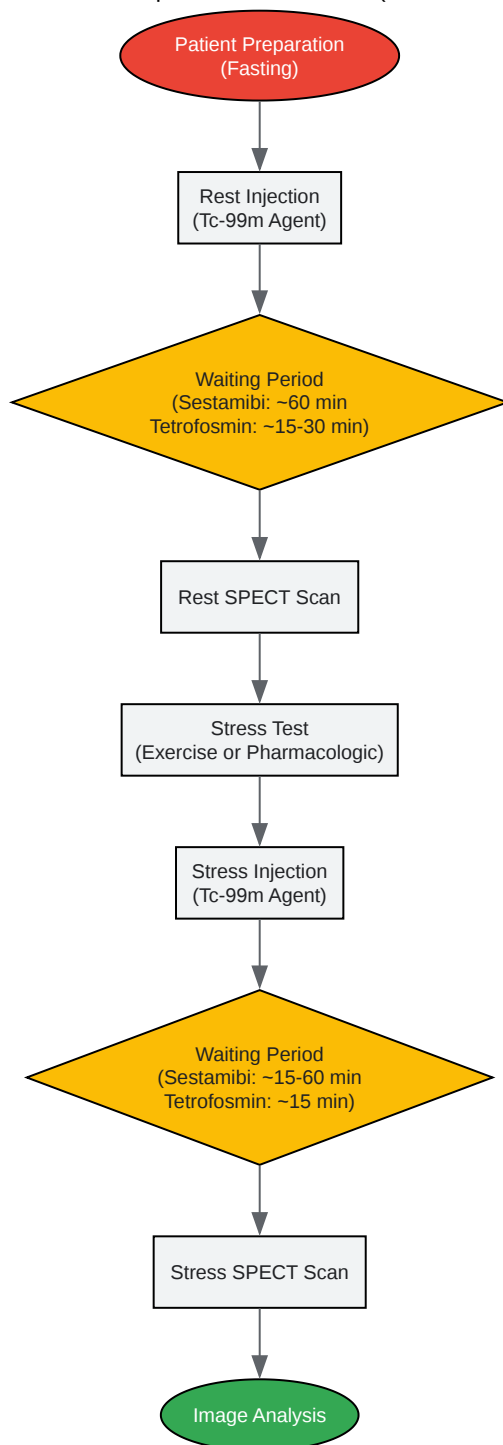 Patient Preparation
(Fasting)
Rest Injection
(Tc-99m Agent)
Waiting Period
(Sestamibi: ~60 min
Tetrofosmin: ~15-30 min)
Rest SPECT Scan
Stress Test
(Exercise or Pharmacologic)
Stress Injection
(Tc-99m Agent)
Waiting Period
(Sestamibi: ~15-60 min
Tetrofosmin: ~15 min)
Stress SPECT Scan
Image Analysis